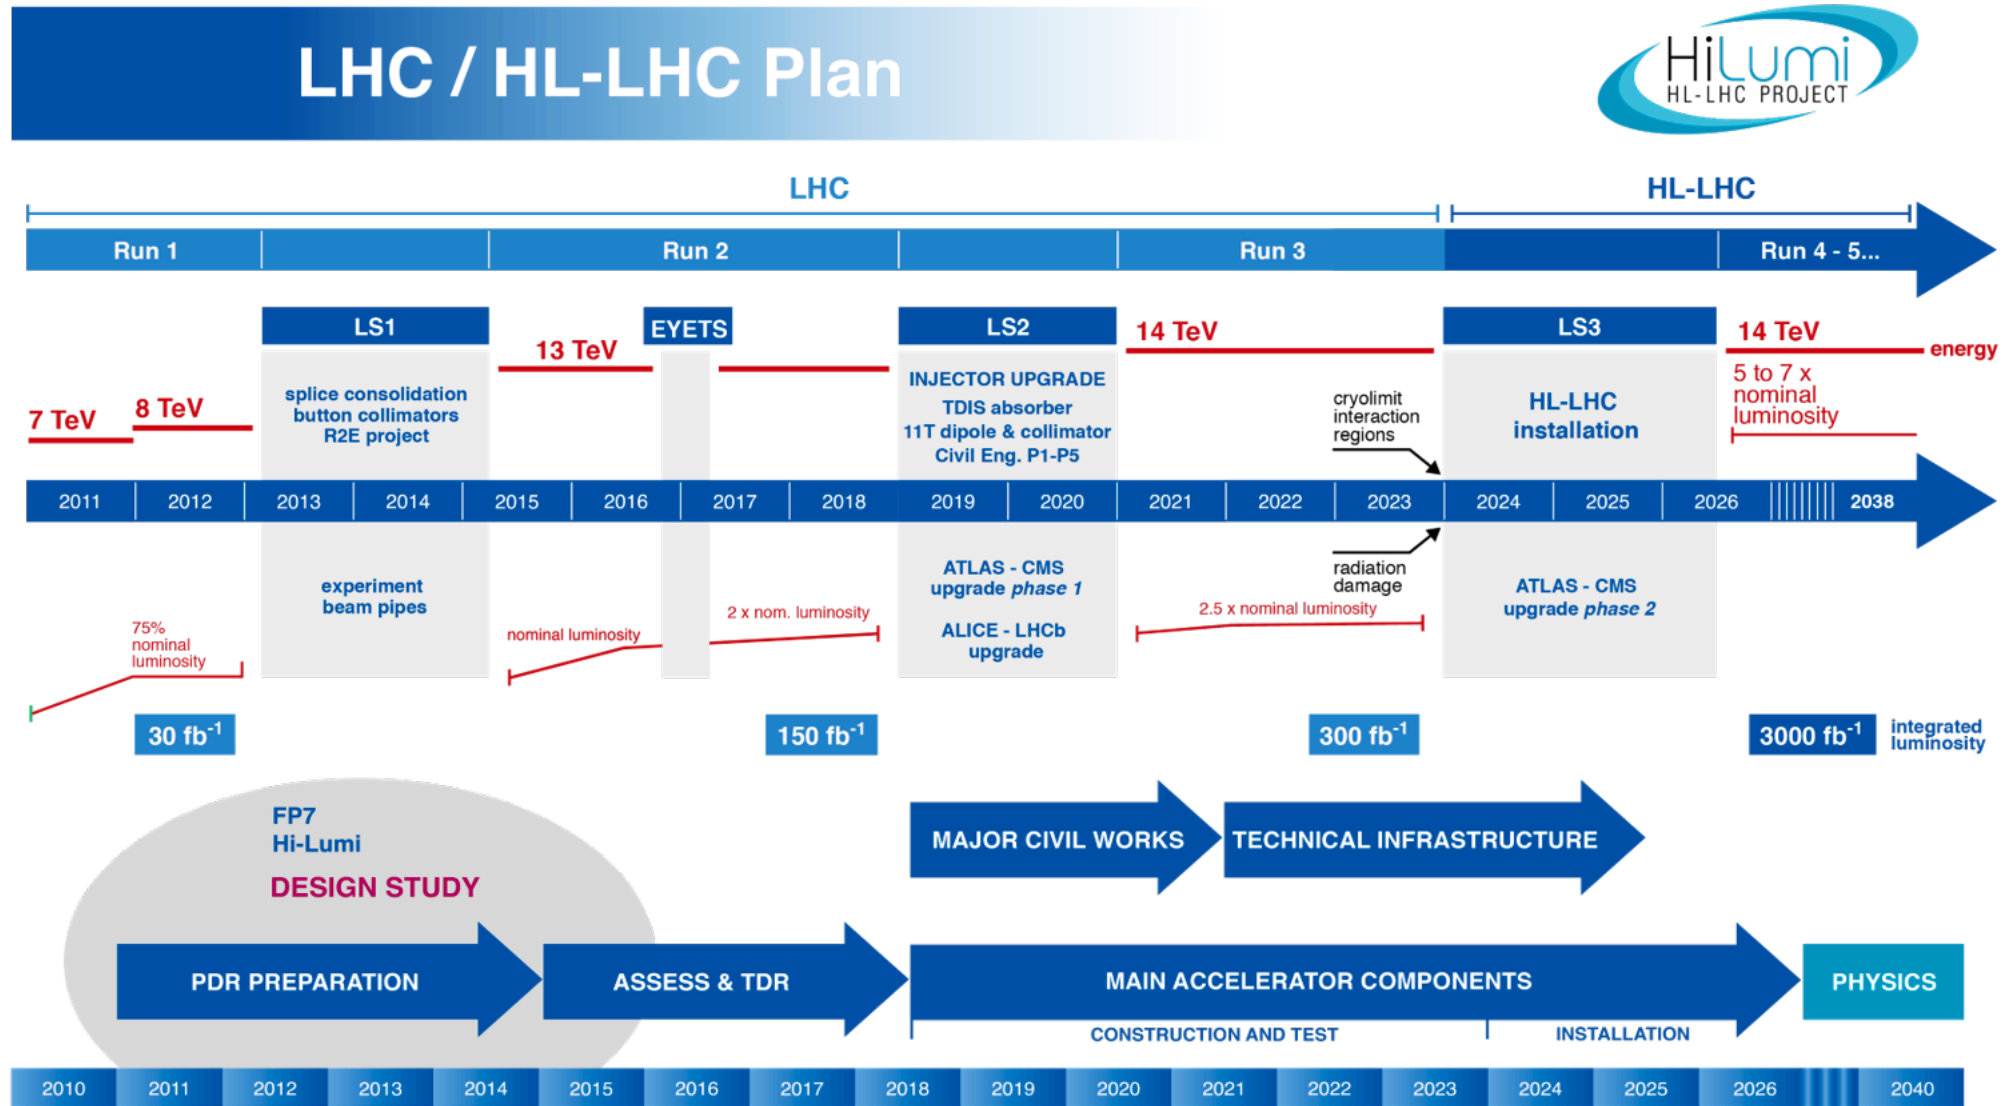 LHC / HL-LHC Plan
HiLumi
HL-LHC PROJECT
LHC
HL-LHC
Run 1
Run 2
Run 3
Run 4 - 5...
LS1
EYETS
LS2
14 TeV
LS3
14 TeV
energy
13 TeV
7 TeV
8 TeV
splice consolidation
button collimators
R2E project
INJECTOR UPGRADE
TDIS absorber
11T dipole & collimator
Civil Eng. P1-P5
cryolimit
interaction
regions
HL-LHC
installation
5 to 7 x
nominal
luminosity
2011 2012 2013 2014 2015 2016 2017 2018 2019 2020 2021 2022 2023 2024 2025 2026 2038
experiment
beam pipes
ATLAS - CMS
upgrade phase 1
ALICE - LHCb
upgrade
radiation
damage
ATLAS - CMS
upgrade phase 2
75%
nominal
luminosity
nominal luminosity
2 x nom. luminosity
2.5 x nominal luminosity
30 fb-1
150 fb-1
300 fb-1
3000 fb-1
integrated
luminosity
FP7
Hi-Lumi
DESIGN STUDY
MAJOR CIVIL WORKS
TECHNICAL INFRASTRUCTURE
PDR PREPARATION
ASSESS & TDR
MAIN ACCELERATOR COMPONENTS
PHYSICS
CONSTRUCTION AND TEST
INSTALLATION
2010 2011 2012 2013 2014 2015 2016 2017 2018 2019 2020 2021 2022 2023 2024 2025 2026 2040